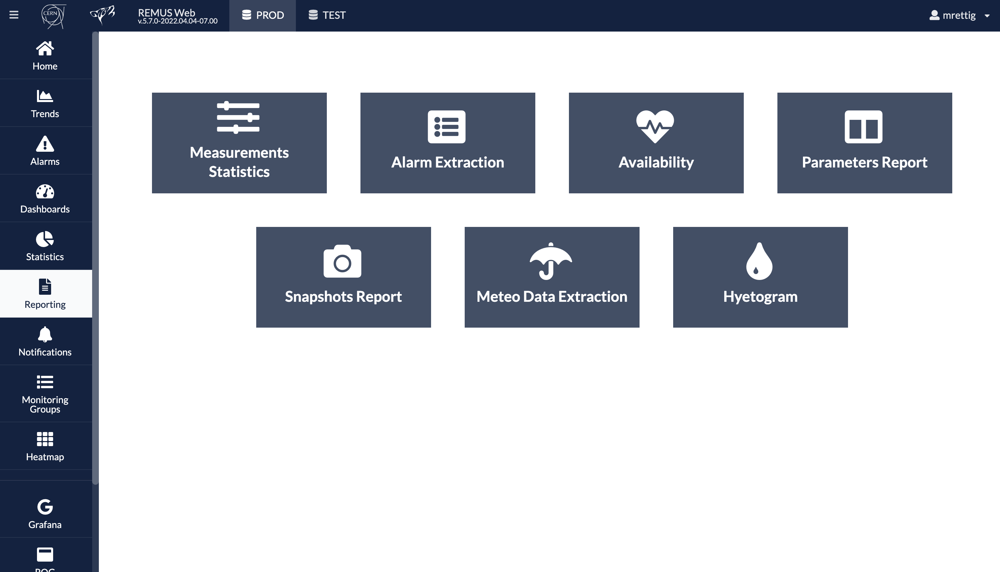 CERN
REMUS Web
v.5.7.0-2022.04.04-07.00
PROD
TEST
mrettig
Home
Trends
Alarms
Dashboards
Statistics
Reporting
Notifications
Monitoring
Groups
Heatmap
Grafana
Measurements
Statistics
Alarm Extraction
Availability
Parameters Report
Snapshots Report
Meteo Data Extraction
Hyetogram